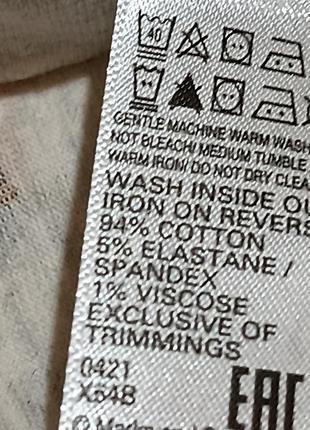 40
GENTLE MACHINE WARM WASH
NOT BLEACH/ MEDIUM TUMBLE
WARM IRON/ DO NOT DRY CLEA
WASH INSIDE OU
IRON ON REVERS
94% COTTON
5% ELASTANE /
SPANDEX
1% VISCOSE
EXCLUSIVE OF
TRIMMINGS
0421
X54B
EAC
©